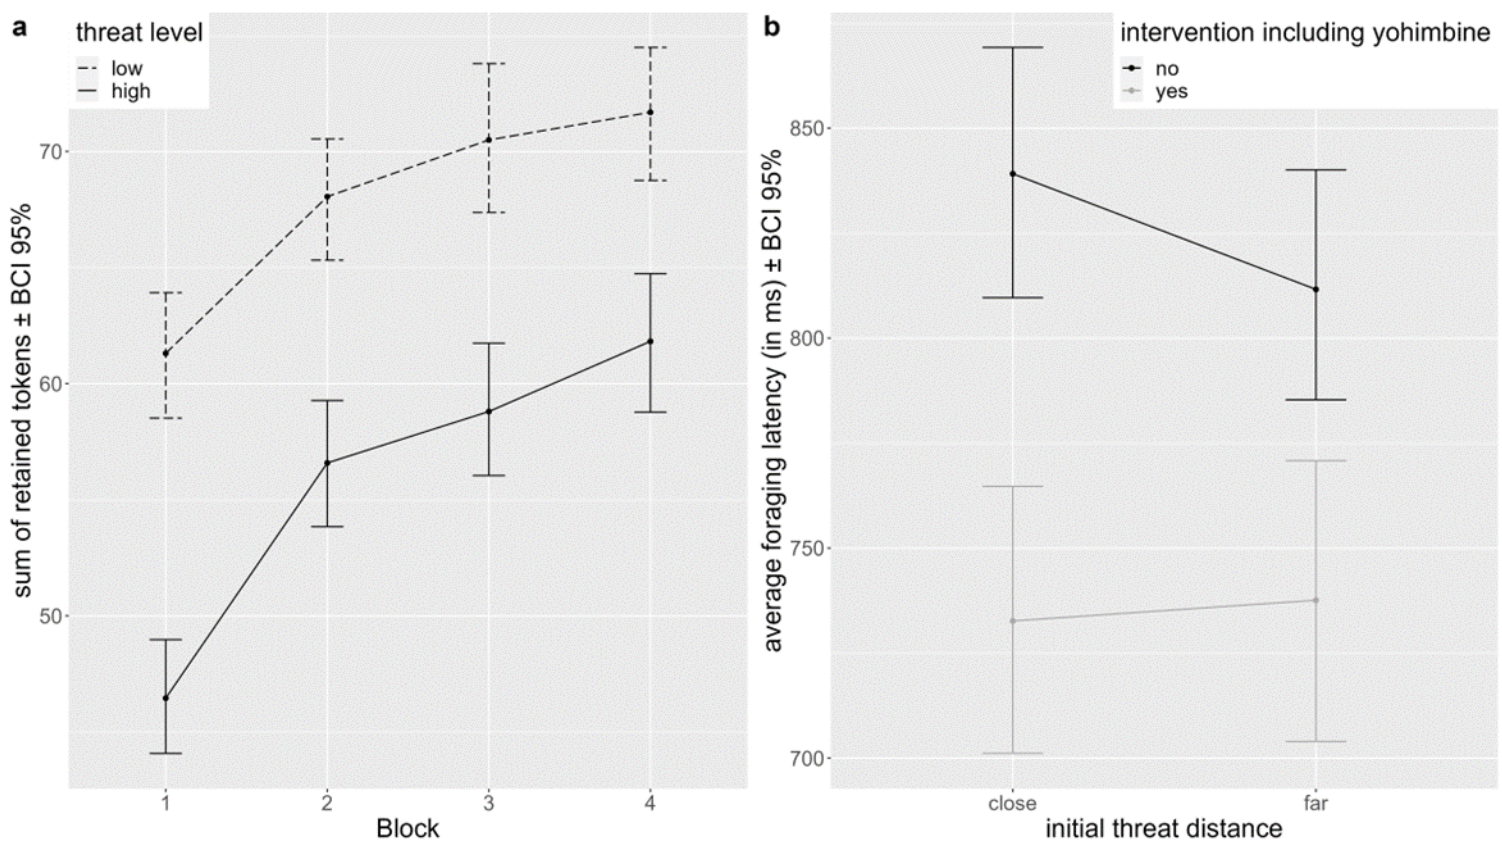 a
threat level
low
high
sum of retained tokens ± BCI 95%
70
60
50
1 2 3 4
Block
b
intervention including yohimbine
no
yes
average foraging latency (in ms) ± BCI 95%
850
800
750
700
close far
initial threat distance